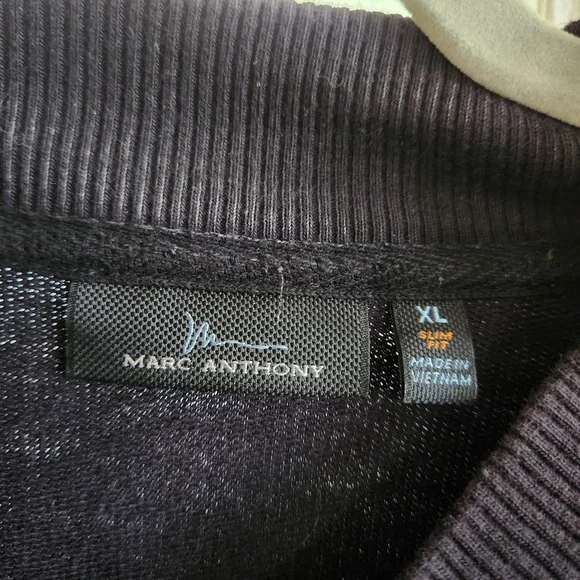 MARC ANTHONY
XL
SLIM
FIT
MADE IN
VIETNAM